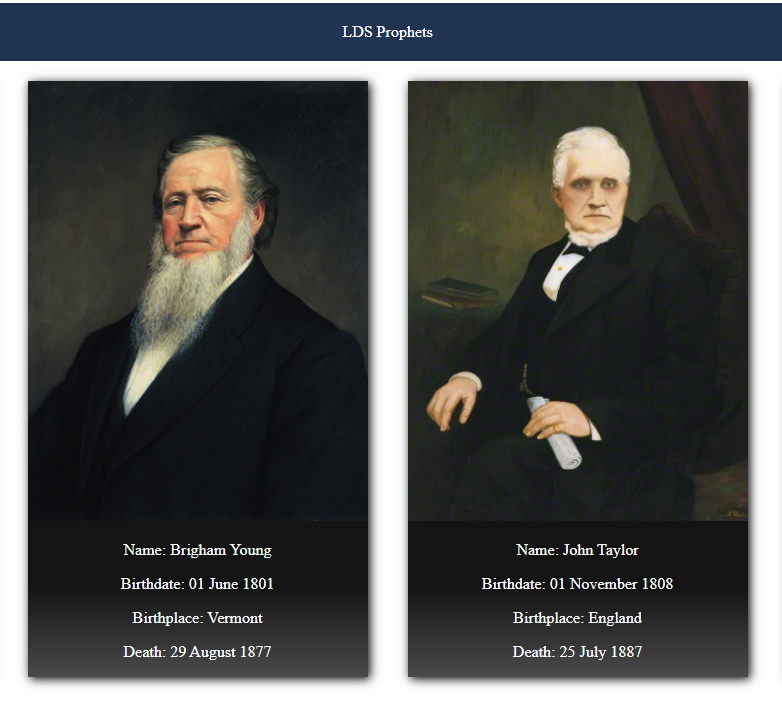 LDS Prophets
Name: Brigham Young
Birthdate: 01 June 1801
Birthplace: Vermont
Death: 29 August 1877
Name: John Taylor
Birthdate: 01 November 1808
Birthplace: England
Death: 25 July 1887